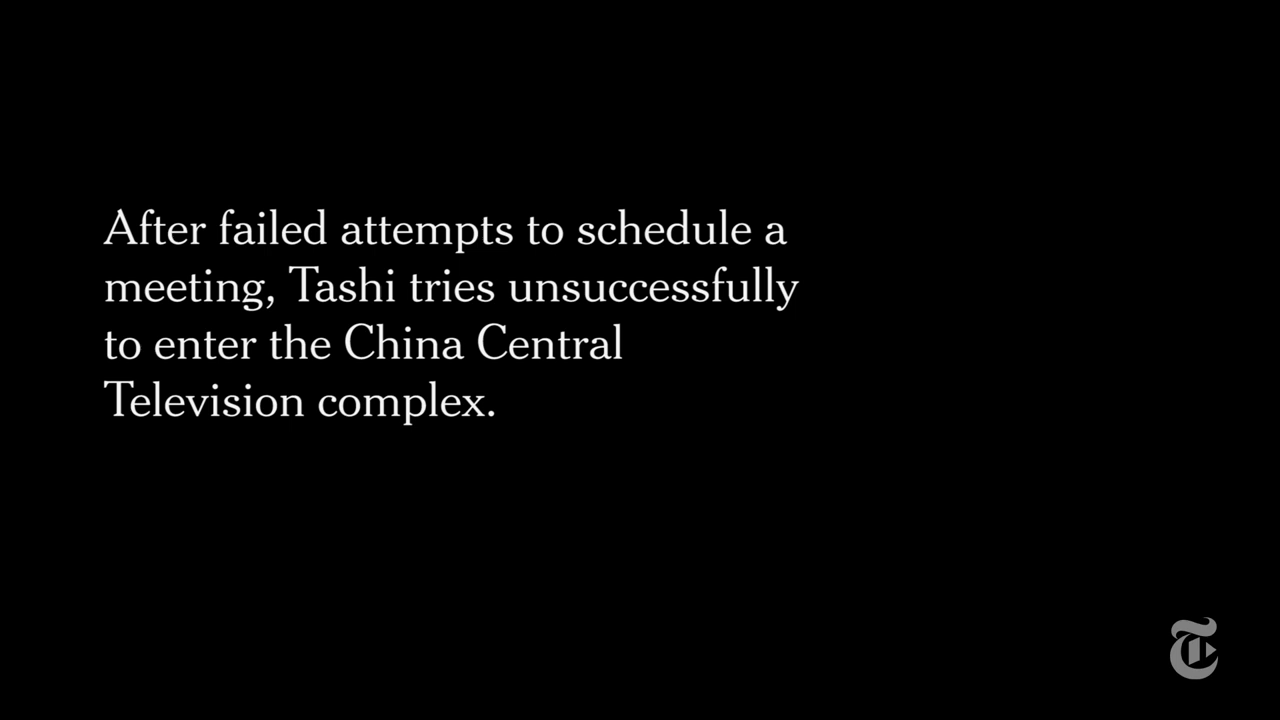 After failed attempts to schedule a
meeting, Tashi tries unsuccessfully
to enter the China Central
Television complex.